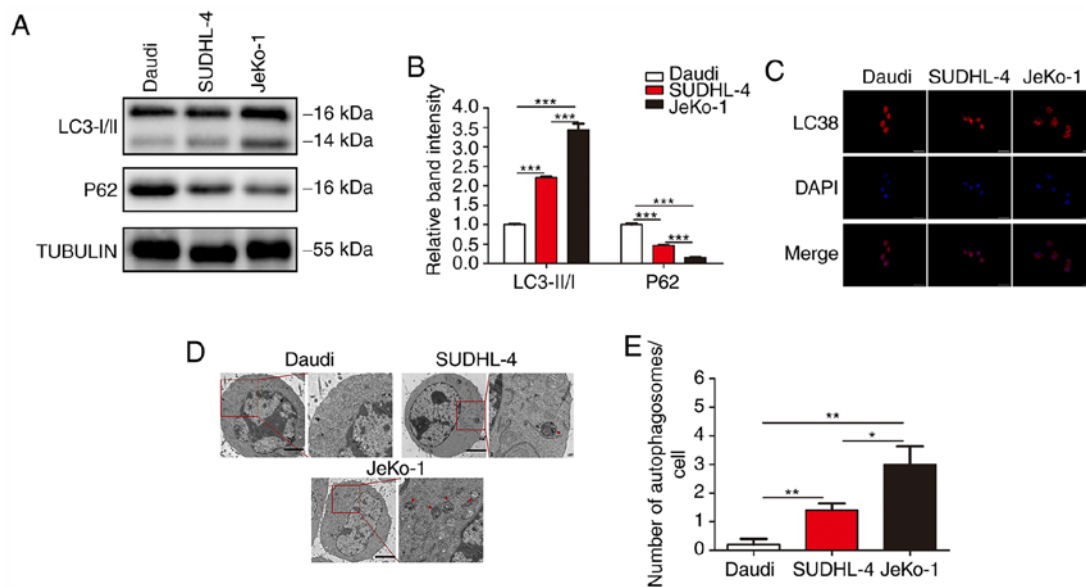 A
Daudi
SUDHL-4
JeKo-1
LC3-I/II
–16 kDa
–14 kDa
P62
–16 kDa
TUBULIN
–55 kDa
B
Daudi
SUDHL-4
JeKo-1
Relative band intensity
4.0
3.5
3.0
2.5
2.0
1.5
1.0
0.5
0.0
***
***
***
***
***
***
LC3-II/I
P62
C
Daudi
SUDHL-4
JeKo-1
LC38
DAPI
Merge
D
Daudi
SUDHL-4
JeKo-1
E
Number of autophagosomes/
cell
6
5
4
3
2
1
0
**
*
**
Daudi
SUDHL-4
JeKo-1